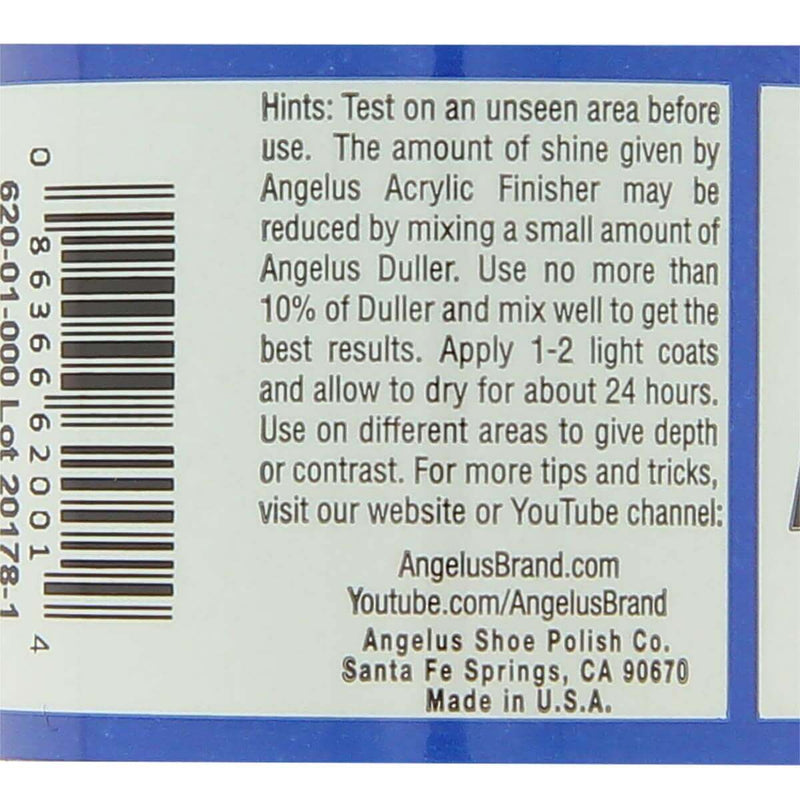 Hints: Test on an unseen area before
use. The amount of shine given by
Angelus Acrylic Finisher may be
reduced by mixing a small amount of
Angelus Duller. Use no more than
10% of Duller and mix well to get the
best results. Apply 1-2 light coats
and allow to dry for about 24 hours.
Use on different areas to give depth
or contrast. For more tips and tricks,
visit our website or YouTube channel:
AngelusBrand.com
Youtube.com/AngelusBrand
Angelus Shoe Polish Co.
Santa Fe Springs, CA 90670
Made in U.S.A.
0 86366 62001 4
620-01-000 Lot 20178-1